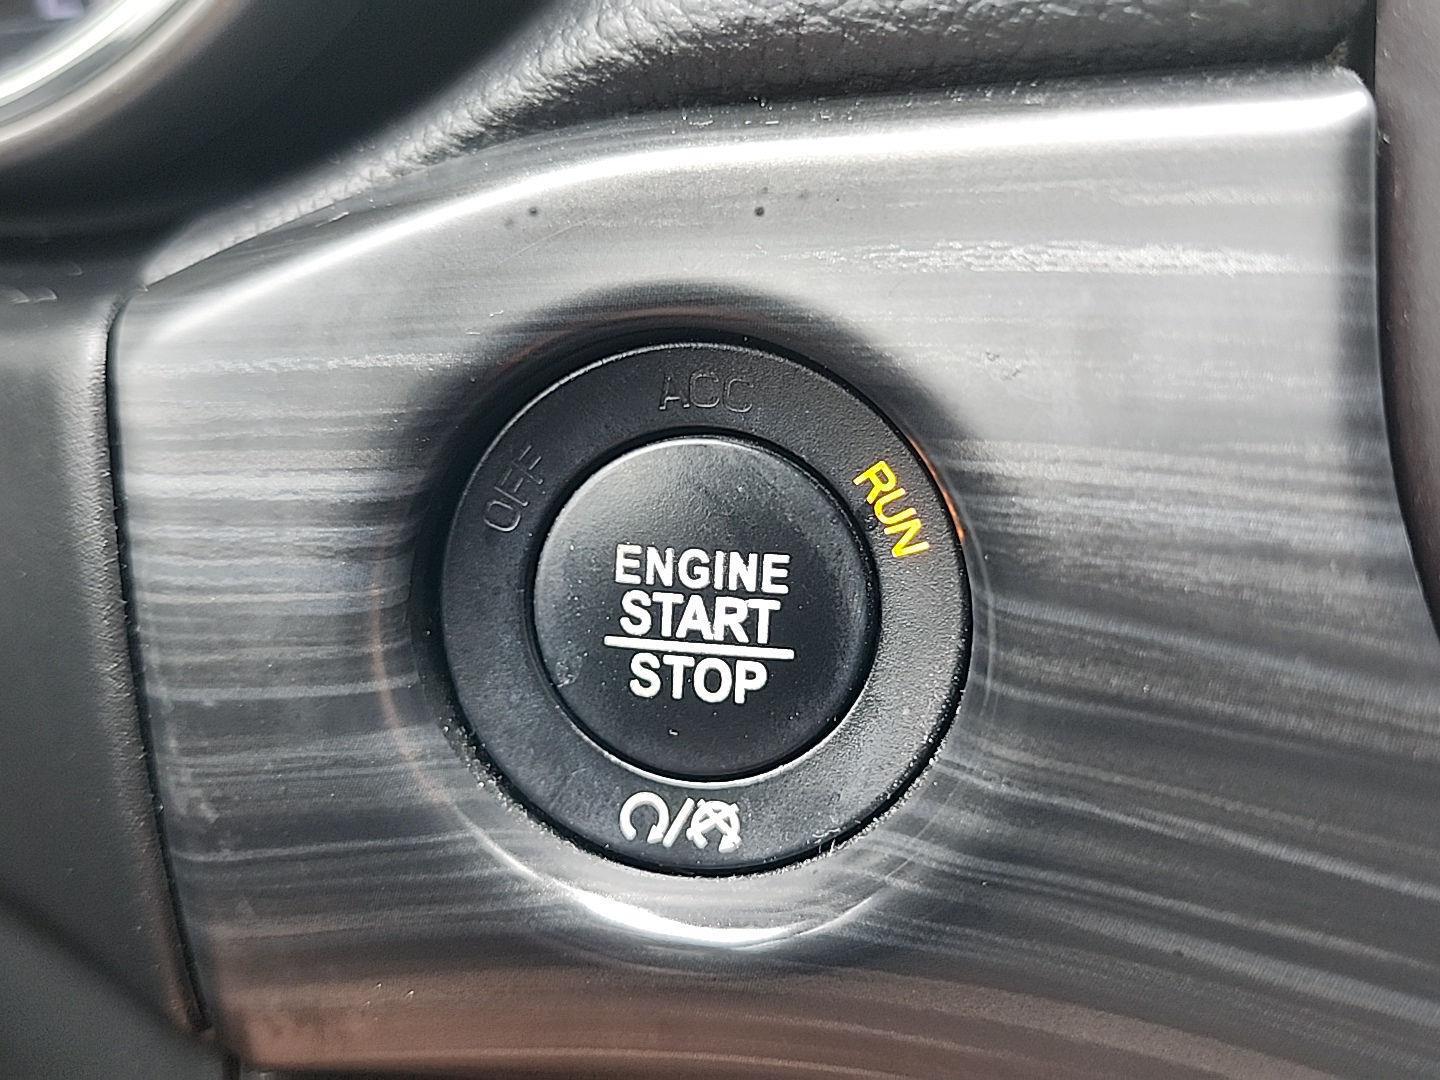 ACC
OFF
RUN
ENGINE
START
STOP